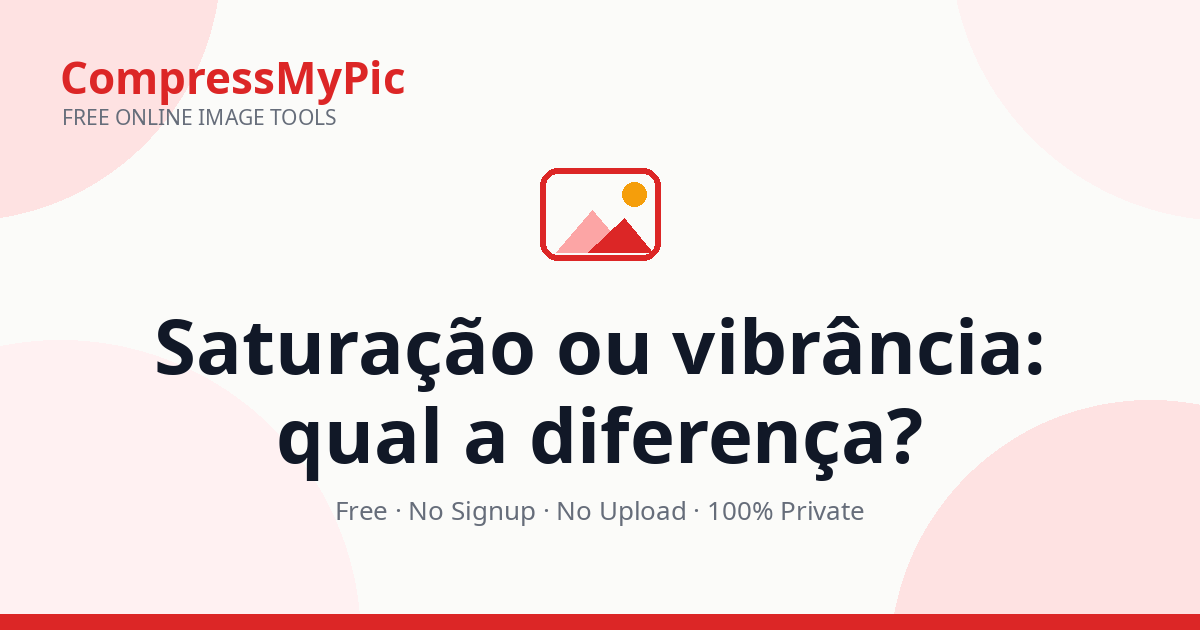 CompressMyPic
FREE ONLINE IMAGE TOOLS
Saturação ou vibrância:
qual a diferença?
Free · No Signup · No Upload · 100% Private